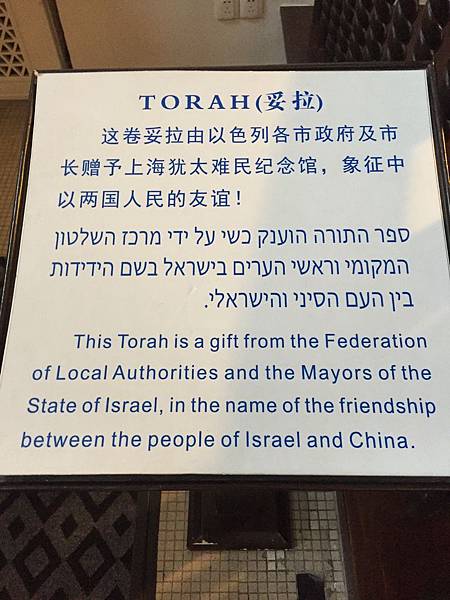 TORAH(妥拉)
这卷妥拉由以色列各市政府及市
长赠予上海犹太难民纪念馆，象征中
以两国人民的友谊！
ספר התורה הוענק כשי על ידי מרכז השלטון
המקומי וראשי הערים בישראל בשם הידידות
בין העם הסיני והישראלי.
This Torah is a gift from the Federation
of Local Authorities and the Mayors of the
State of Israel, in the name of the friendship
between the people of Israel and China.